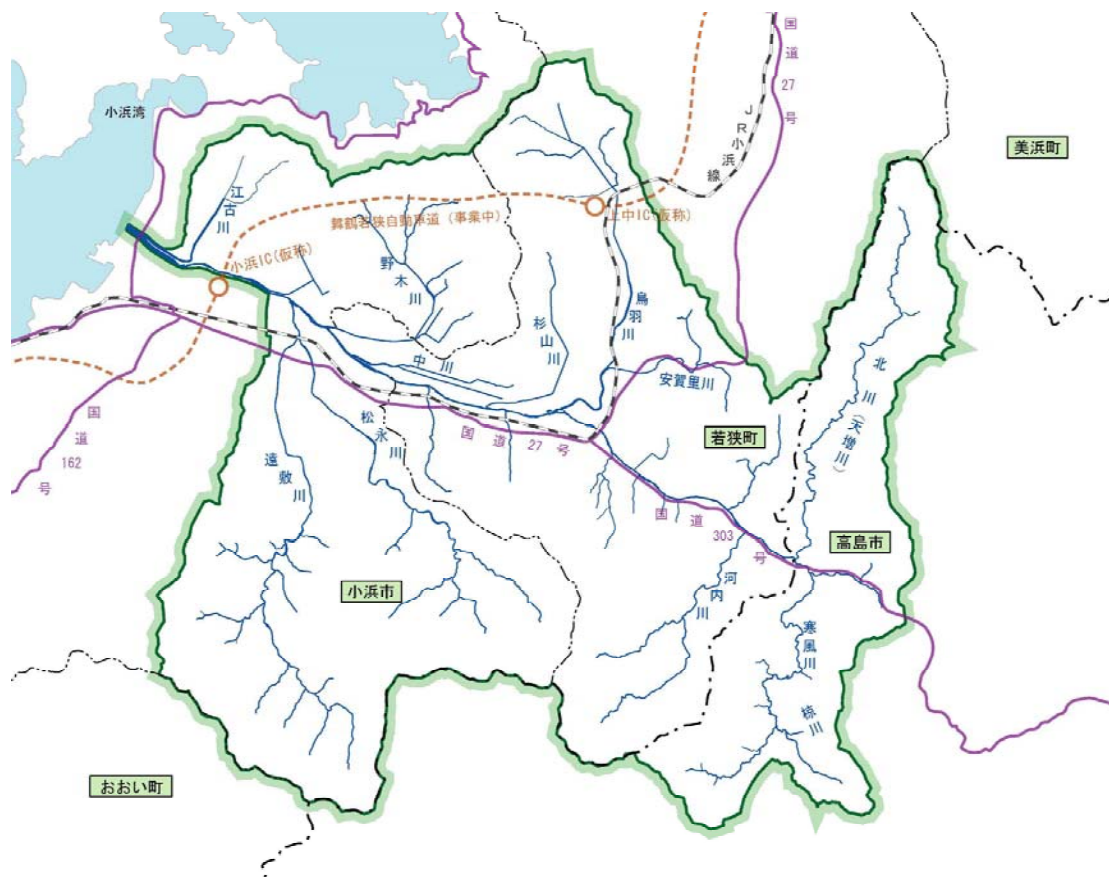 国道27号
小浜湾
JR小浜線
美浜町
江古川
舞鶴若狭自動車道（事業中）
上中IC(仮称)
小浜IC(仮称)
野木川
鳥羽川
杉山川
中川
北川（天増川）
安賀里川
松永川
国道27号
若狭町
国道162号
遠敷川
国道303号
高島市
河内川
小浜市
寒風川
椋川
おおい町